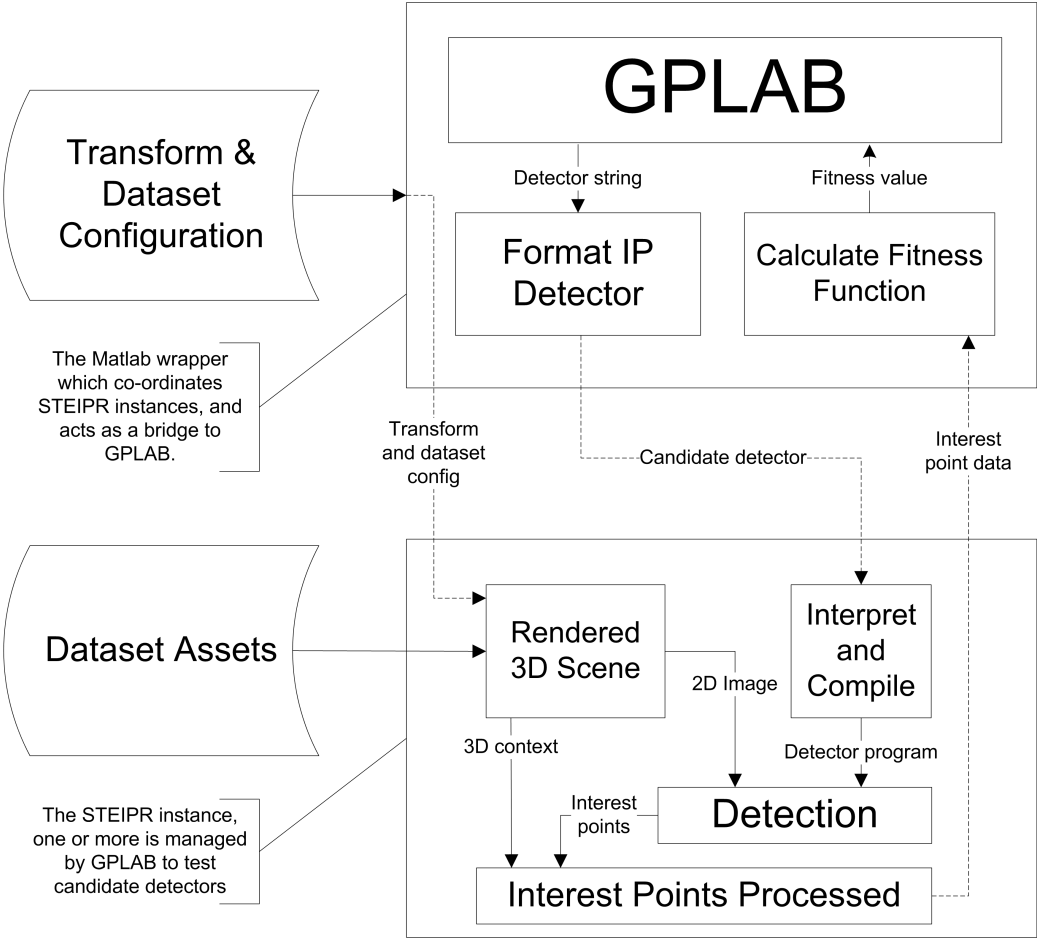 GPLAB
Transform &
Dataset
Configuration
Detector string
Fitness value
Format IP
Detector
Calculate Fitness
Function
The Matlab wrapper
which co-ordinates
STEIPR instances, and
acts as a bridge to
GPLAB.
Transform
and dataset
config
Candidate detector
Interest
point data
Dataset Assets
Rendered
3D Scene
Interpret
and
Compile
2D Image
3D context
Detector program
The STEIPR instance,
one or more is managed
by GPLAB to test
candidate detectors
Interest
points
Detection
Interest Points Processed